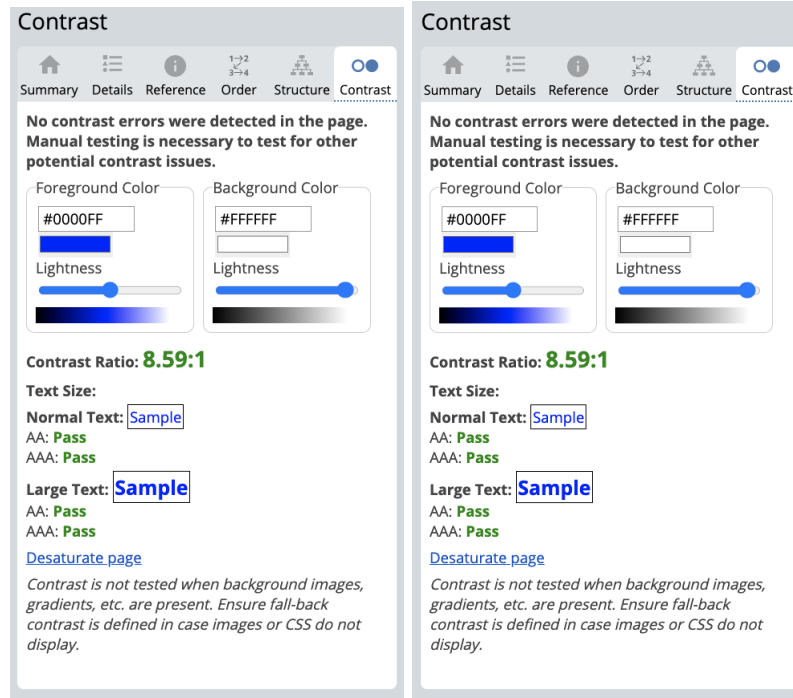 Contrast
Summary Details Reference Order Structure Contrast
No contrast errors were detected in the page.
Manual testing is necessary to test for other
potential contrast issues.
Foreground Color Background Color
#0000FF #FFFFFF
Lightness Lightness
Contrast Ratio: 8.59:1
Text Size:
Normal Text: Sample
AA: Pass
AAA: Pass
Large Text: Sample
AA: Pass
AAA: Pass
Desaturate page
Contrast is not tested when background images,
gradients, etc. are present. Ensure fall-back
contrast is defined in case images or CSS do not
display.
Contrast
Summary Details Reference Order Structure Contrast
No contrast errors were detected in the page.
Manual testing is necessary to test for other
potential contrast issues.
Foreground Color Background Color
#0000FF #FFFFFF
Lightness Lightness
Contrast Ratio: 8.59:1
Text Size:
Normal Text: Sample
AA: Pass
AAA: Pass
Large Text: Sample
AA: Pass
AAA: Pass
Desaturate page
Contrast is not tested when background images,
gradients, etc. are present. Ensure fall-back
contrast is defined in case images or CSS do not
display.